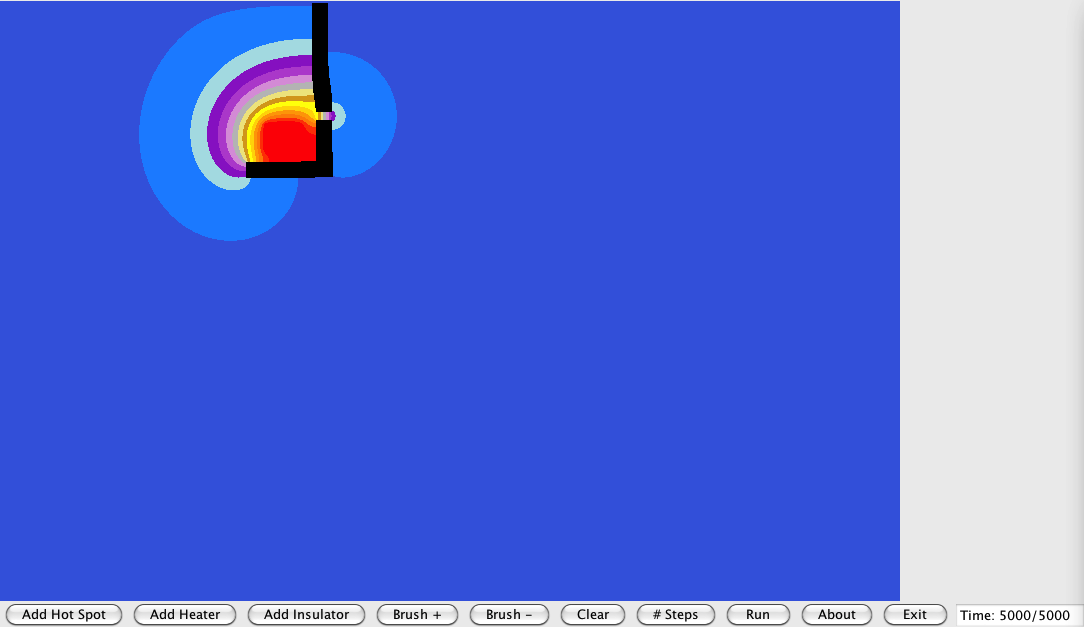 Add Hot Spot Add Heater Add Insulator Brush + Brush - Clear # Steps Run About Exit Time: 5000/5000